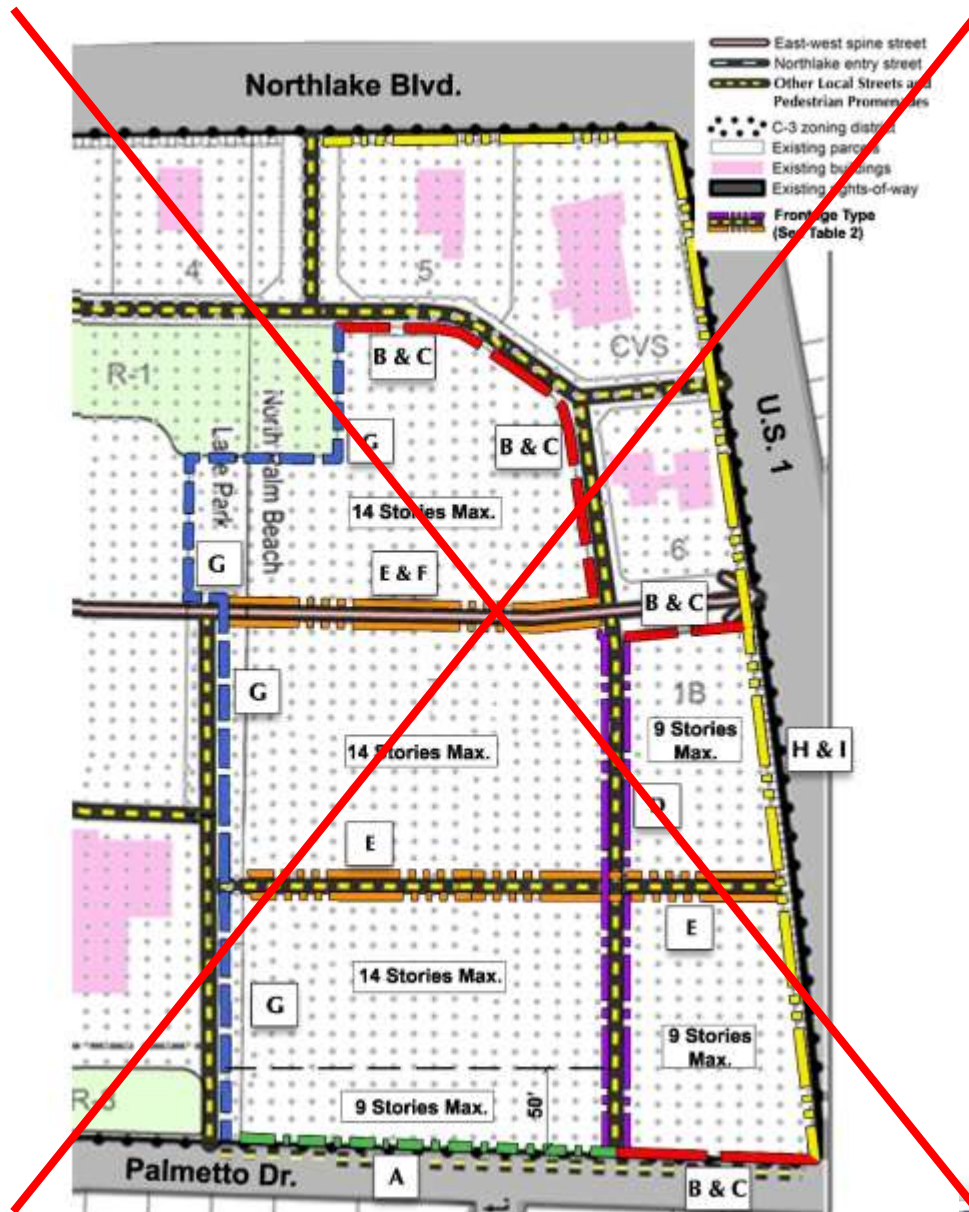 Northlake Blvd.
East-west spine street
Northlake entry street
Other Local Streets and
Pedestrian Promenades
C-3 zoning district
Existing parcels
Existing buildings
Existing rights-of-way
Frontage Type
(See Table 2)
4
5
CVS
B & C
R-1
U.S. 1
North Palm Beach
Lake Park
G
B & C
14 Stories Max.
6
G
E & F
B & C
G
1B
14 Stories Max.
9 Stories
Max.
H & I
D
E
E
14 Stories Max.
G
9 Stories
Max.
R-3
9 Stories Max.
50'
Palmetto Dr.
A
B & C